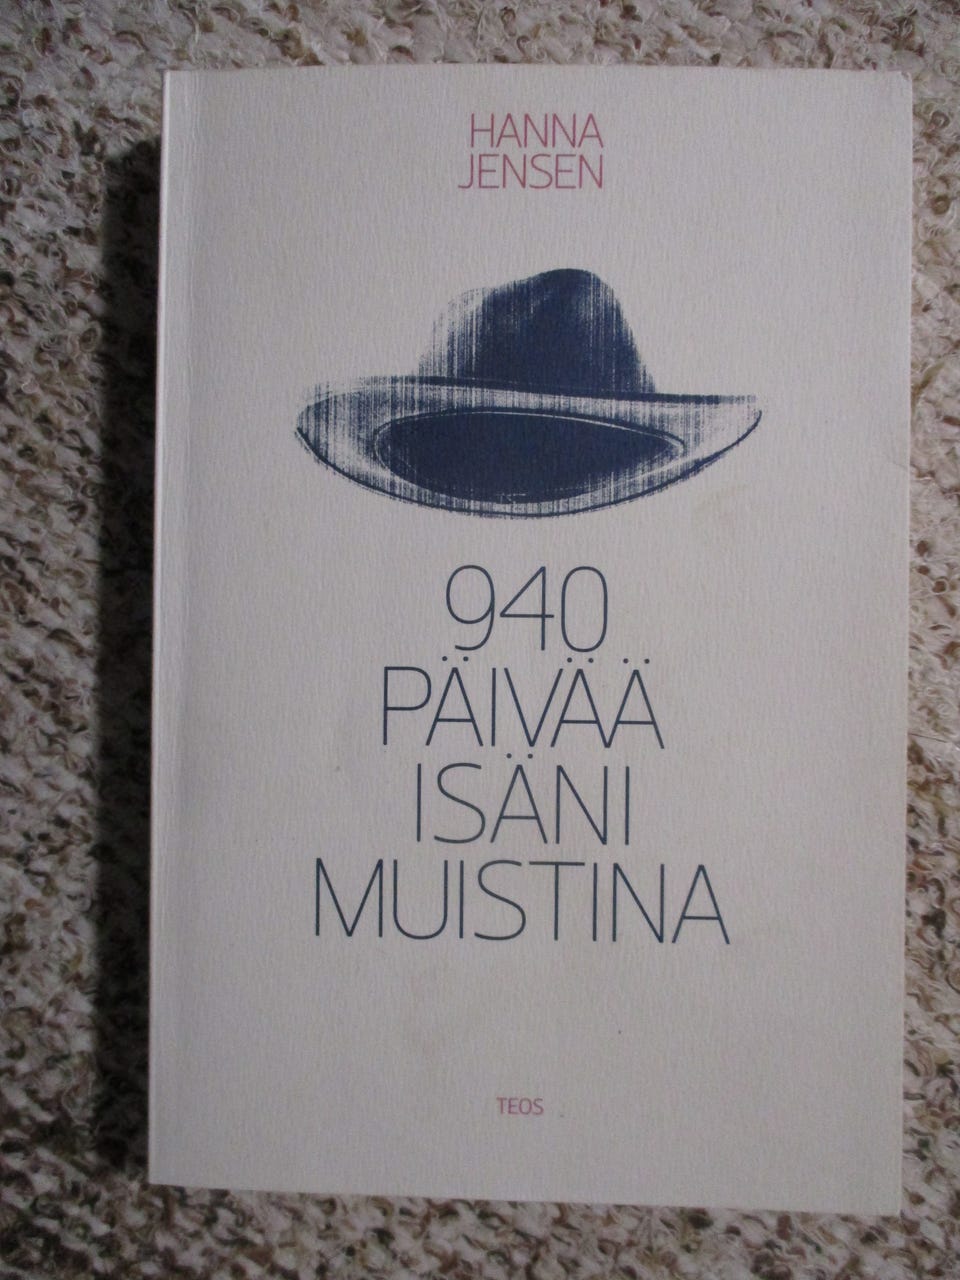 HANNA
JENSEN
940
PÄIVÄÄ
ISÄNI
MUISTINA
TEOS